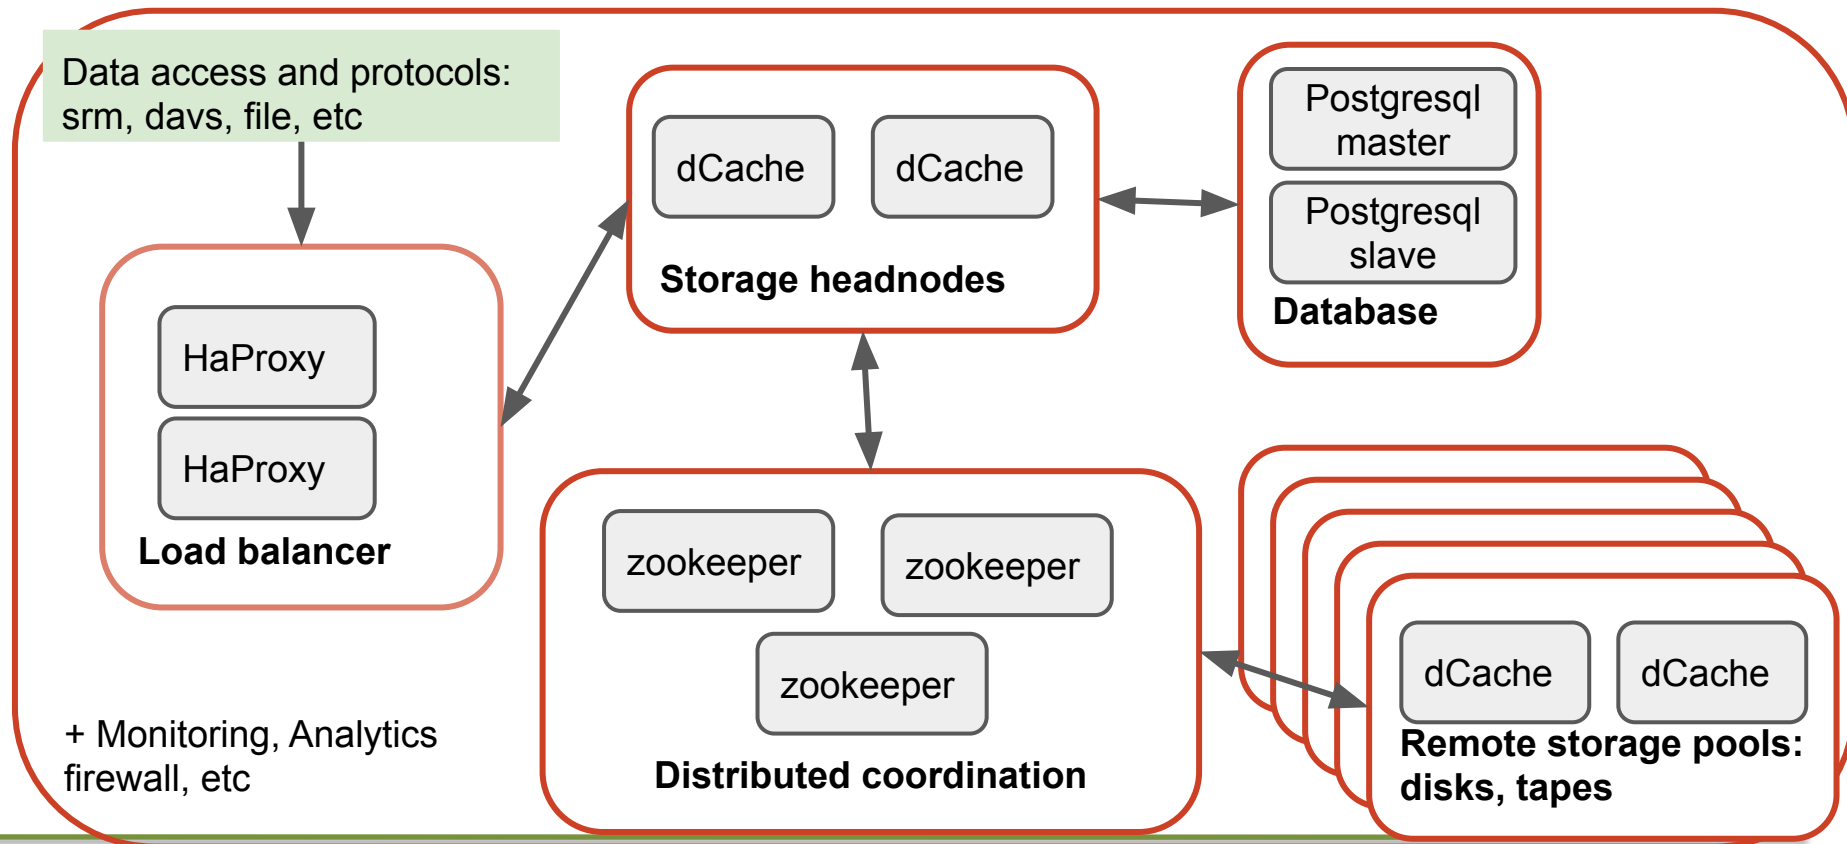 Data access and protocols:
srm, davs, file, etc
HaProxy
HaProxy
Load balancer
+ Monitoring, Analytics
firewall, etc
dCache
dCache
Storage headnodes
Postgresql
master
Postgresql
slave
Database
zookeeper
zookeeper
zookeeper
Distributed coordination
dCache
dCache
Remote storage pools:
disks, tapes